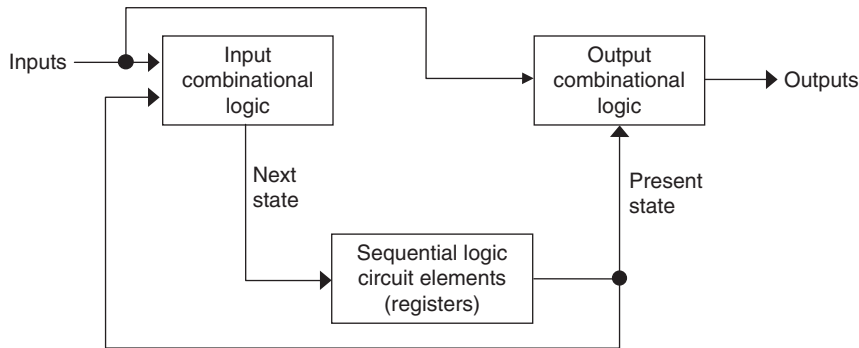 Inputs
Input
combinational
logic
Output
combinational
logic
Outputs
Next
state
Present
state
Sequential logic
circuit elements
(registers)